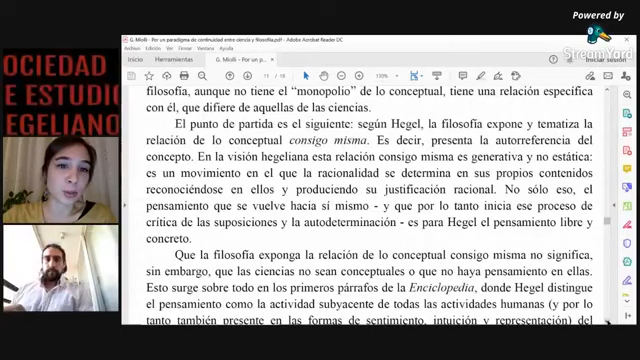 Powered by
StreamYard
G. Miolli - Por un paradigma de continuidad entre ciencia y filosofía.pdf - Adobe Acrobat Reader DC
Archivo Edición Ver Firmar Ventana Ayuda
Inicio Herramientas G. Miolli - Por un p... Iniciar sesión
11 / 18 130%
OCIEDAD
E ESTUDIO
EGELIANO
filosofía, aunque no tiene el “monopolio” de lo conceptual, tiene una relación específica
con él, que difiere de aquellas de las ciencias.
El punto de partida es el siguiente: según Hegel, la filosofía expone y tematiza la
relación de lo conceptual consigo misma. Es decir, presenta la autorreferencia del
concepto. En la visión hegeliana esta relación consigo misma es generativa y no estática:
es un movimiento en el que la racionalidad se determina en sus propios contenidos
reconociéndose en ellos y produciendo su justificación racional. No sólo eso, el
pensamiento que se vuelve hacia sí mismo - y que por lo tanto inicia ese proceso de
crítica de las suposiciones y la autodeterminación - es para Hegel el pensamiento libre y
concreto.
Que la filosofía exponga la relación de lo conceptual consigo misma no significa,
sin embargo, que las ciencias no sean conceptuales o que no haya pensamiento en ellas.
Esto surge sobre todo en los primeros párrafos de la Enciclopedia, donde Hegel distingue
el pensamiento como la actividad subyacente de todas las actividades humanas (y por lo
tanto también presente en las formas de sentimiento, intuición y representación) del